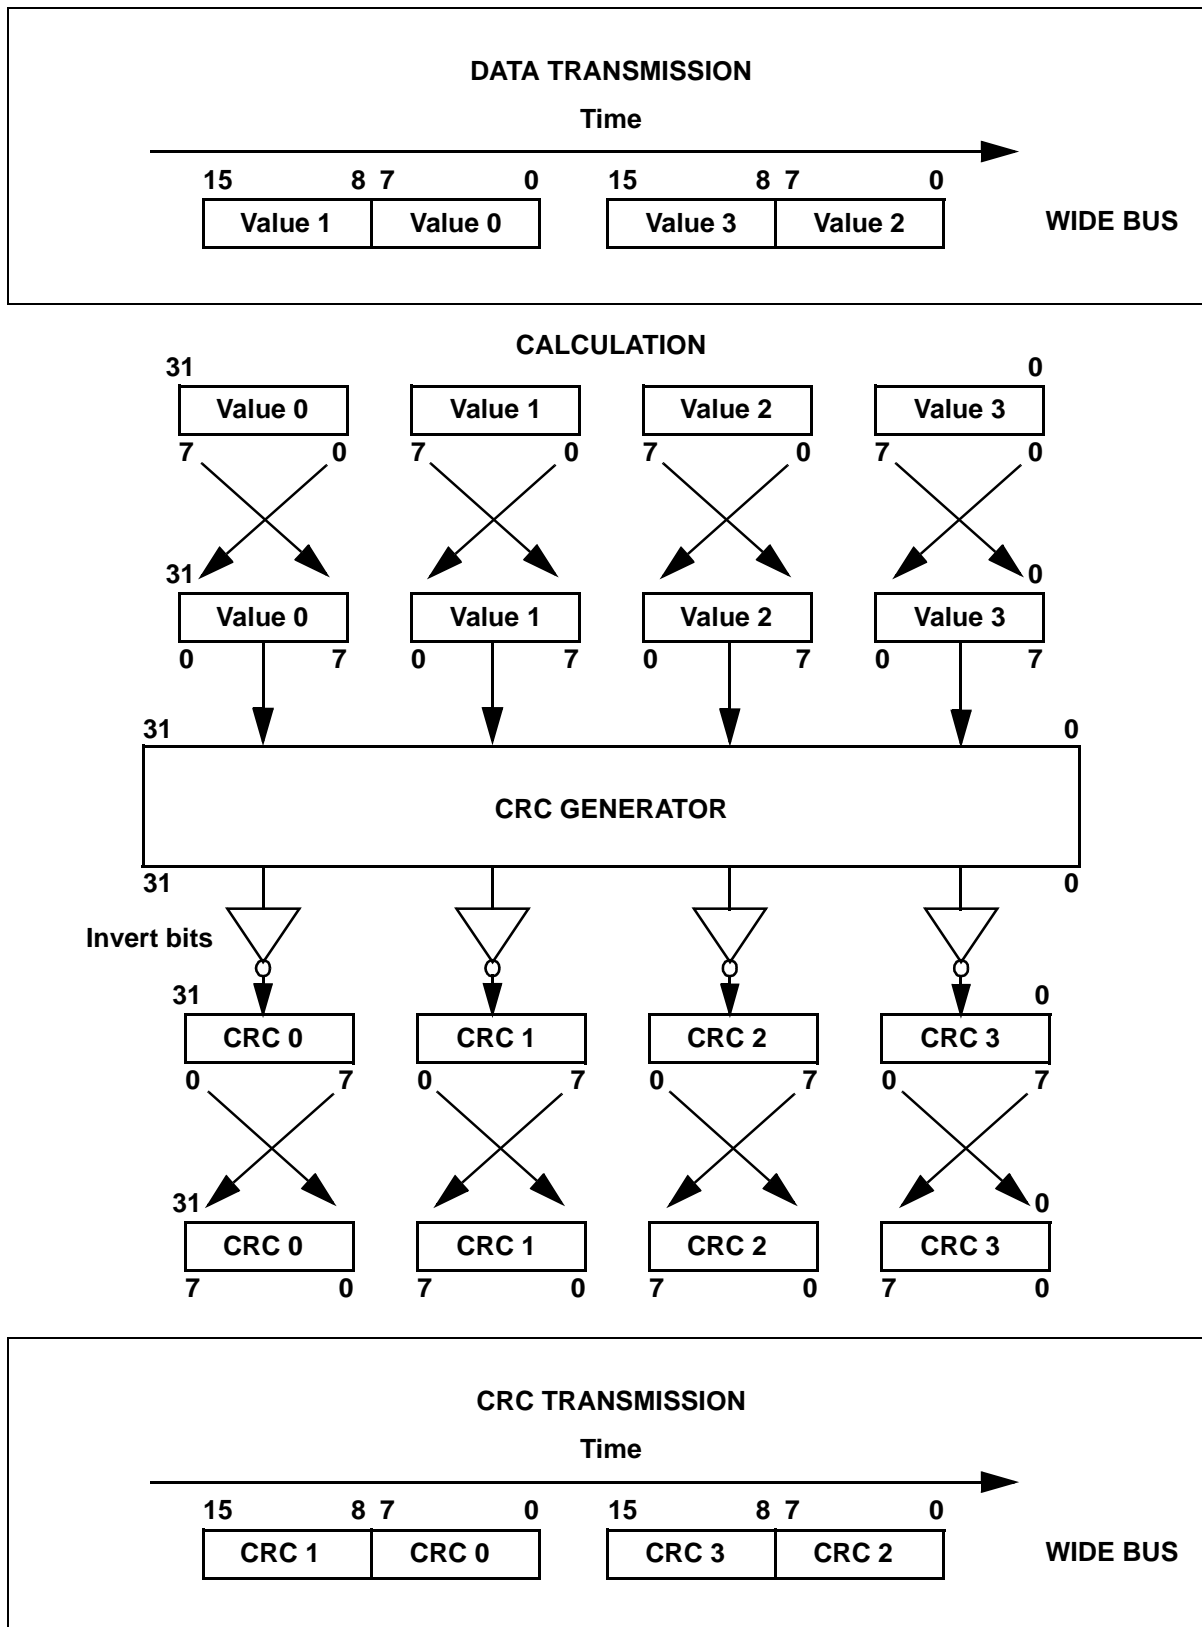 DATA TRANSMISSION
Time
15 8 7 0 15 8 7 0
Value 1 Value 0 Value 3 Value 2 WIDE BUS
CALCULATION
31 0
Value 0 Value 1 Value 2 Value 3
7 0 7 0 7 0 7 0
31 0
Value 0 Value 1 Value 2 Value 3
0 7 0 7 0 7 0 7
31 0
CRC GENERATOR
31 0
Invert bits
31 0
CRC 0 CRC 1 CRC 2 CRC 3
0 7 0 7 0 7 0 7
31 0
CRC 0 CRC 1 CRC 2 CRC 3
7 0 7 0 7 0 7 0
CRC TRANSMISSION
Time
15 8 7 0 15 8 7 0
CRC 1 CRC 0 CRC 3 CRC 2 WIDE BUS